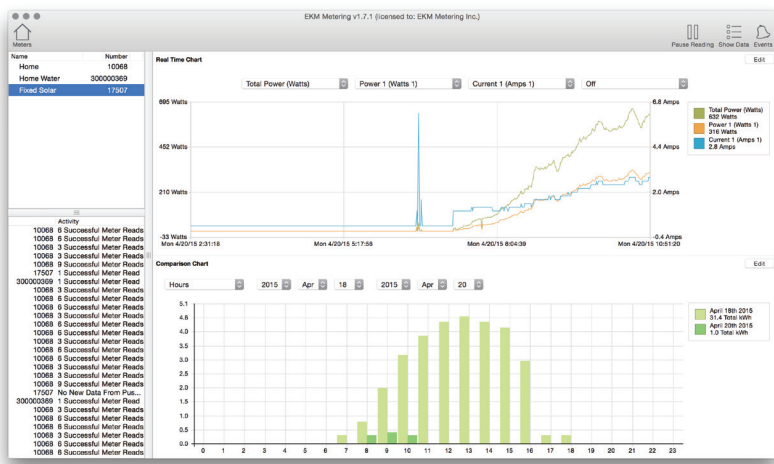 EKM Metering v1.7.1 (licensed to: EKM Metering Inc.)
Meters
Pause Reading Show Data Events
Name Number
Home 10068
Home Water 300000369
Fixed Solar 17507
Real Time Chart
Edit
Total Power (Watts) Power 1 (Watts 1) Current 1 (Amps 1) Off
695 Watts
452 Watts
210 Watts
-33 Watts
6.8 Amps
4.4 Amps
2.0 Amps
-0.4 Amps
Mon 4/20/15 2:31:16 Mon 4/20/15 5:17:58 Mon 4/20/15 8:04:39 Mon 4/20/15 10:51:20
Total Power (Watts)
632 Watts
Power 1 (Watts 1)
316 Watts
Current 1 (Amps 1)
2.8 Amps
Activity
10068 6 Successful Meter Reads
10068 6 Successful Meter Reads
10068 3 Successful Meter Reads
10068 6 Successful Meter Reads
10068 9 Successful Meter Reads
17507 1 Successful Meter Read
300000369 1 Successful Meter Read
10068 3 Successful Meter Reads
10068 6 Successful Meter Reads
10068 6 Successful Meter Reads
10068 3 Successful Meter Reads
10068 6 Successful Meter Reads
10068 3 Successful Meter Reads
10068 6 Successful Meter Reads
10068 6 Successful Meter Reads
10068 3 Successful Meter Reads
10068 6 Successful Meter Reads
10068 3 Successful Meter Reads
10068 9 Successful Meter Reads
17507 No New Data From Pus...
300000369 1 Successful Meter Read
10068 3 Successful Meter Reads
10068 6 Successful Meter Reads
10068 6 Successful Meter Reads
10068 3 Successful Meter Reads
10068 6 Successful Meter Reads
10068 6 Successful Meter Reads
Comparison Chart
Edit
Hours 2015 Apr 18 2015 Apr 20
5.1
4.6
4.0
3.5
3.0
2.5
2.0
1.5
1.0
0.5
0.0
0 1 2 3 4 5 6 7 8 9 10 11 12 13 14 15 16 17 18 19 20 21 22 23
April 18th 2015
31.4 Total kWh
April 20th 2015
1.0 Total kWh